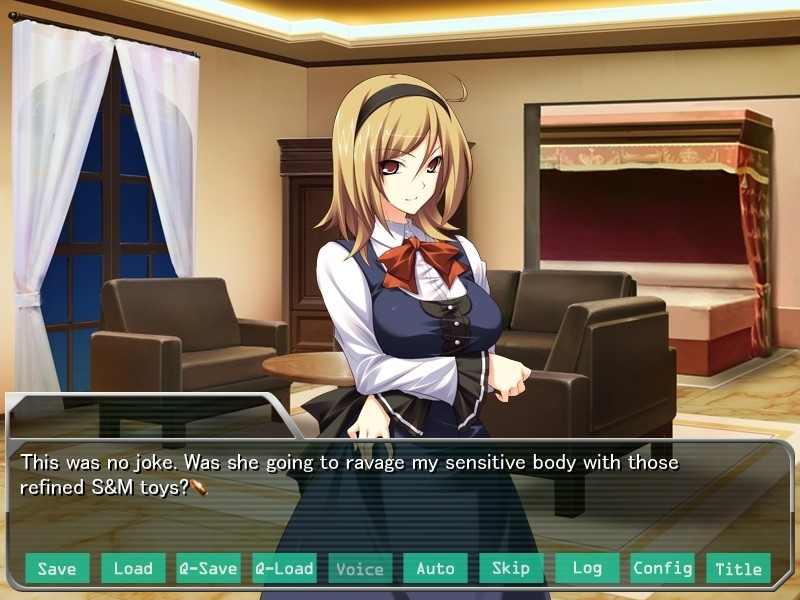 This was no joke. Was she going to ravage my sensitive body with those
refined S&M toys?
Save Load Q-Save Q-Load Voice Auto Skip Log Config Title